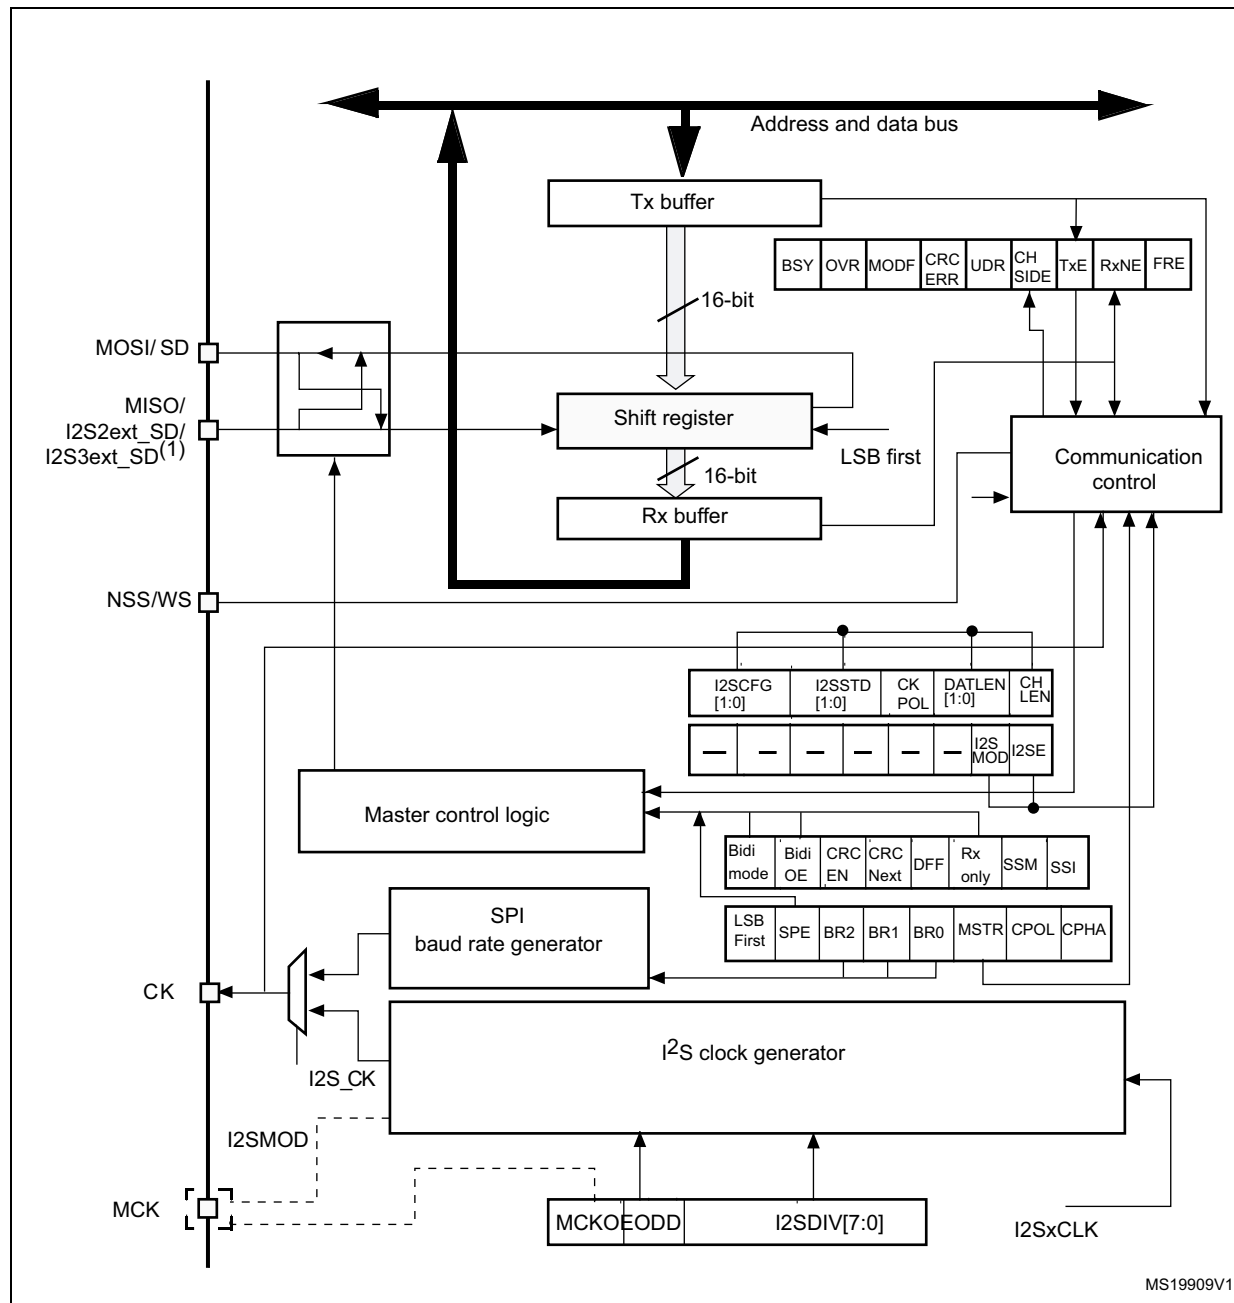 Address and data bus
Tx buffer
BSY OVR MODF CRC ERR UDR CH SIDE TxE RxNE FRE
16-bit
MOSI/ SD
MISO/
I2S2ext_SD/
I2S3ext_SD(1)
Shift register
LSB first
Communication
control
16-bit
Rx buffer
NSS/WS
I2SCFG [1:0] I2SSTD [1:0] CK POL DATLEN [1:0] CH LEN
— — — — — — I2S MOD I2SE
Master control logic
Bidi mode Bidi OE CRC EN CRC Next DFF Rx only SSM SSI
LSB First SPE BR2 BR1 BR0 MSTR CPOL CPHA
SPI
baud rate generator
CK
I2S clock generator
I2S_CK
I2SMOD
MCK
MCKOE ODD I2SDIV[7:0]
I2SxCLK
MS19909V1